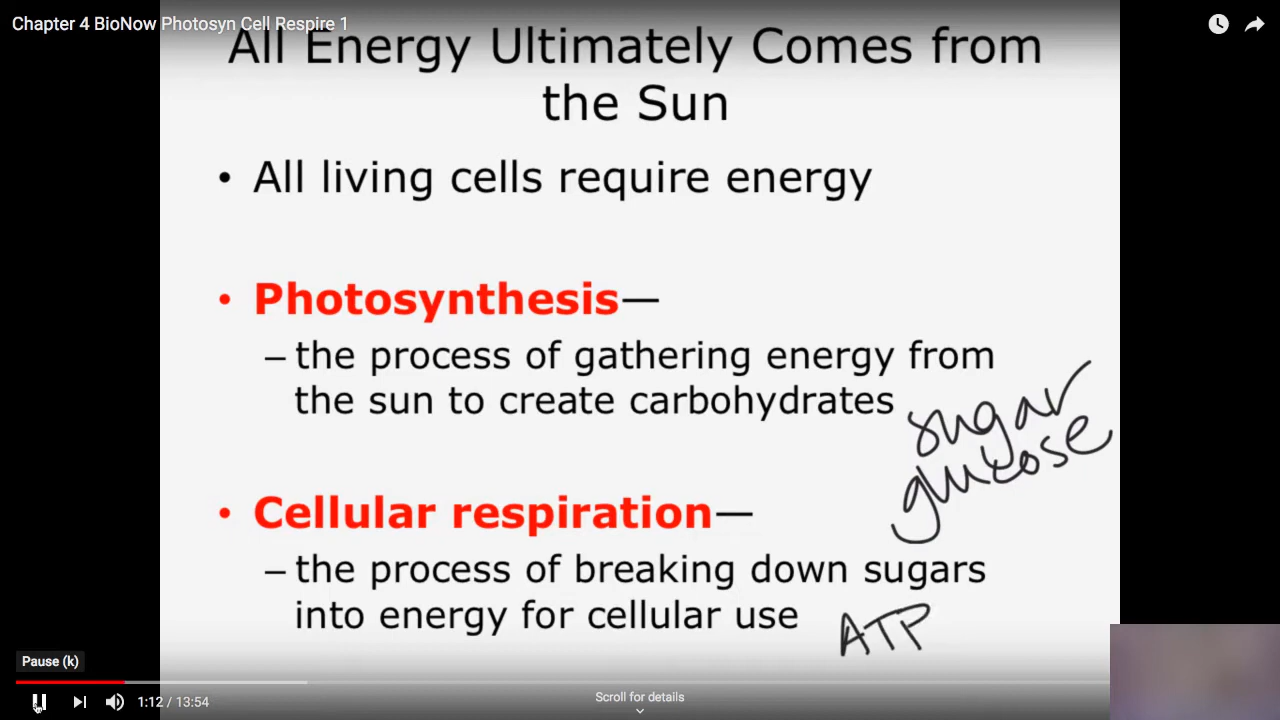 Chapter 4 BioNow Photosyn Cell Respire 1
All Energy Ultimately Comes from
the Sun
• All living cells require energy
• Photosynthesis—
– the process of gathering energy from
the sun to create carbohydrates
sugar
glucose
• Cellular respiration—
– the process of breaking down sugars
into energy for cellular use
ATP
Pause (k)
1:12 / 13:54
Scroll for details